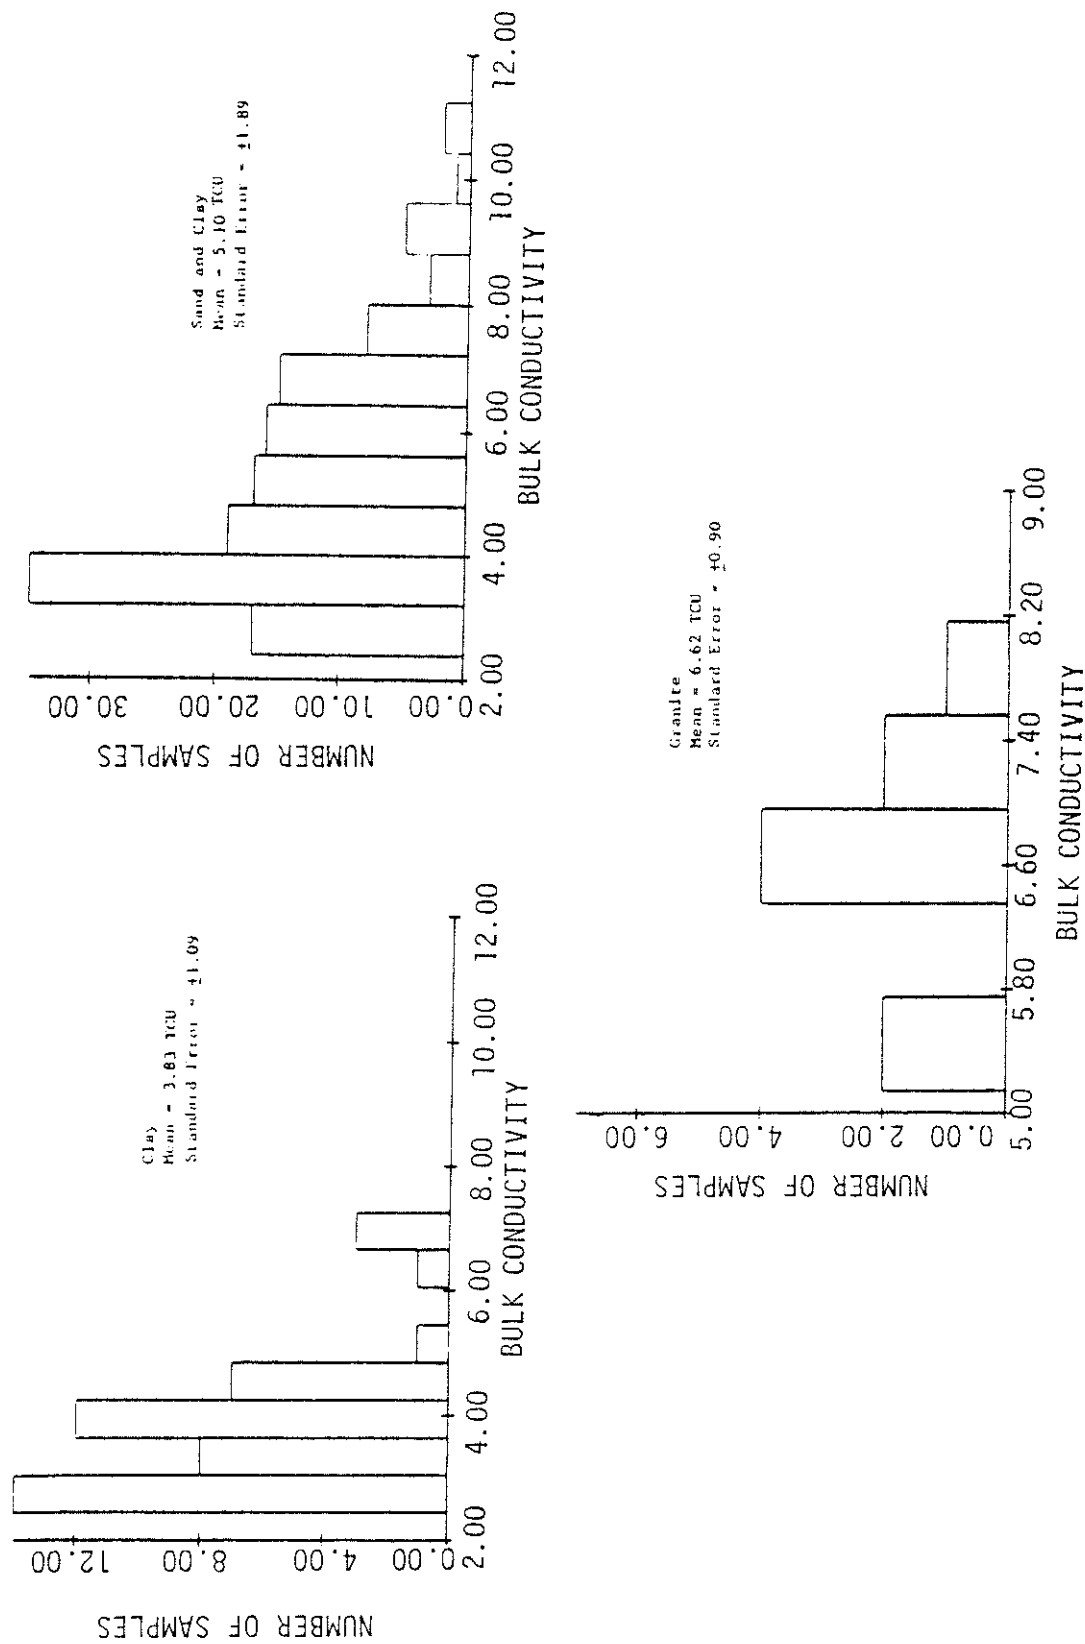 NUMBER OF SAMPLES
12.00
8.00
4.00
0.00
2.00
4.00
6.00
8.00
10.00
12.00
BULK CONDUCTIVITY
Clay
Mean = 3.83 TCU
Standard Error = ±1.09
NUMBER OF SAMPLES
30.00
20.00
10.00
0.00
2.00
4.00
6.00
8.00
10.00
12.00
BULK CONDUCTIVITY
Sand and Clay
Mean = 5.10 TCU
Standard Error = ±1.89
NUMBER OF SAMPLES
6.00
4.00
2.00
0.00
5.00
5.80
6.60
7.40
8.20
9.00
BULK CONDUCTIVITY
Granite
Mean = 6.62 TCU
Standard Error = ±0.90